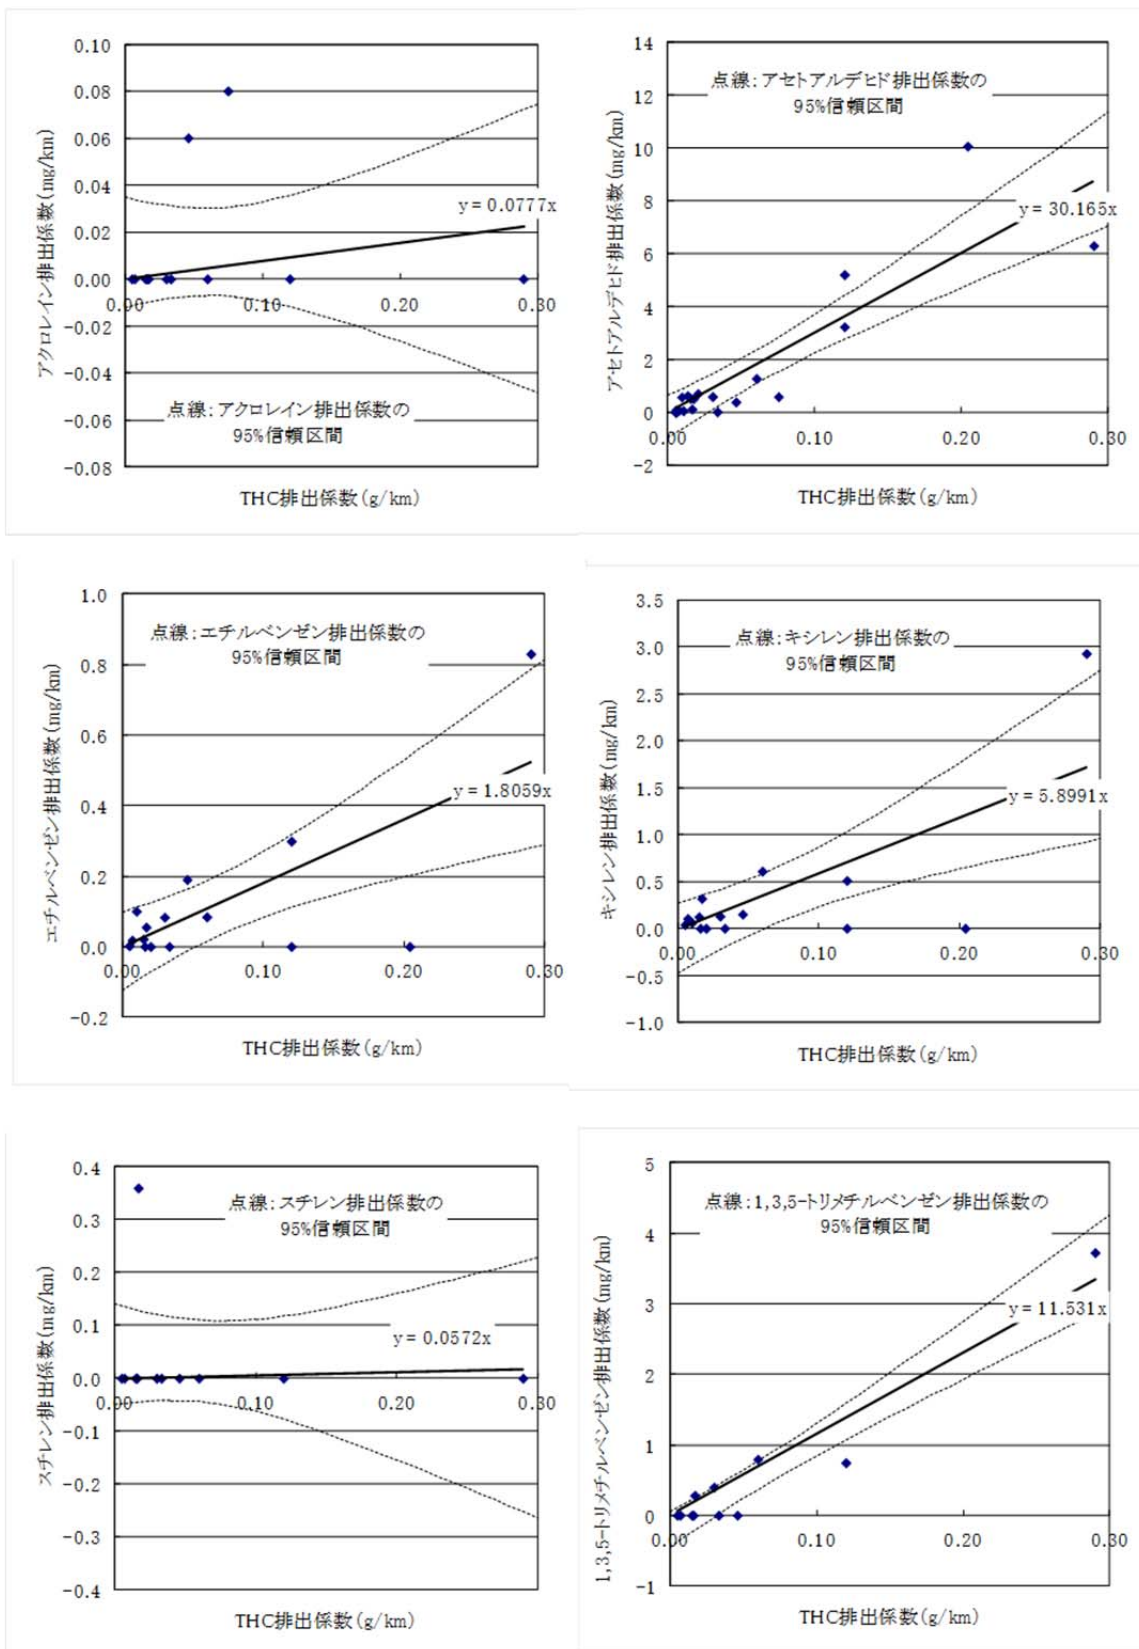 0.10
0.08
0.06
0.04
0.02
0.00
-0.02
-0.04
-0.06
-0.08
アクロレイン排出係数(mg/km)
y = 0.0777x
0.00
0.10
0.20
0.30
点線:アクロレイン排出係数の
95%信頼区間
THC排出係数(g/km)
14
12
10
8
6
4
2
0
-2
アセトアルデヒド排出係数(mg/km)
点線:アセトアルデヒド排出係数の
95%信頼区間
y = 30.165x
0.00
0.10
0.20
0.30
THC排出係数(g/km)
1.0
0.8
0.6
0.4
0.2
0.0
-0.2
エチルベンゼン排出係数(mg/km)
点線:エチルベンゼン排出係数の
95%信頼区間
y = 1.8059x
0.00
0.10
0.20
0.30
THC排出係数(g/km)
3.5
3.0
2.5
2.0
1.5
1.0
0.5
0.0
-0.5
-1.0
キシレン排出係数(mg/km)
点線:キシレン排出係数の
95%信頼区間
y = 5.8991x
0.00
0.10
0.20
0.30
THC排出係数(g/km)
0.4
0.3
0.2
0.1
0.0
-0.1
-0.2
-0.3
-0.4
スチレン排出係数(mg/km)
点線:スチレン排出係数の
95%信頼区間
y = 0.0572x
0.00
0.10
0.20
0.30
THC排出係数(g/km)
5
4
3
2
1
0
-1
1,3,5-トリメチルベンゼン排出係数(mg/km)
点線:1,3,5-トリメチルベンゼン排出係数の
95%信頼区間
y = 11.531x
0.00
0.10
0.20
0.30
THC排出係数(g/km)